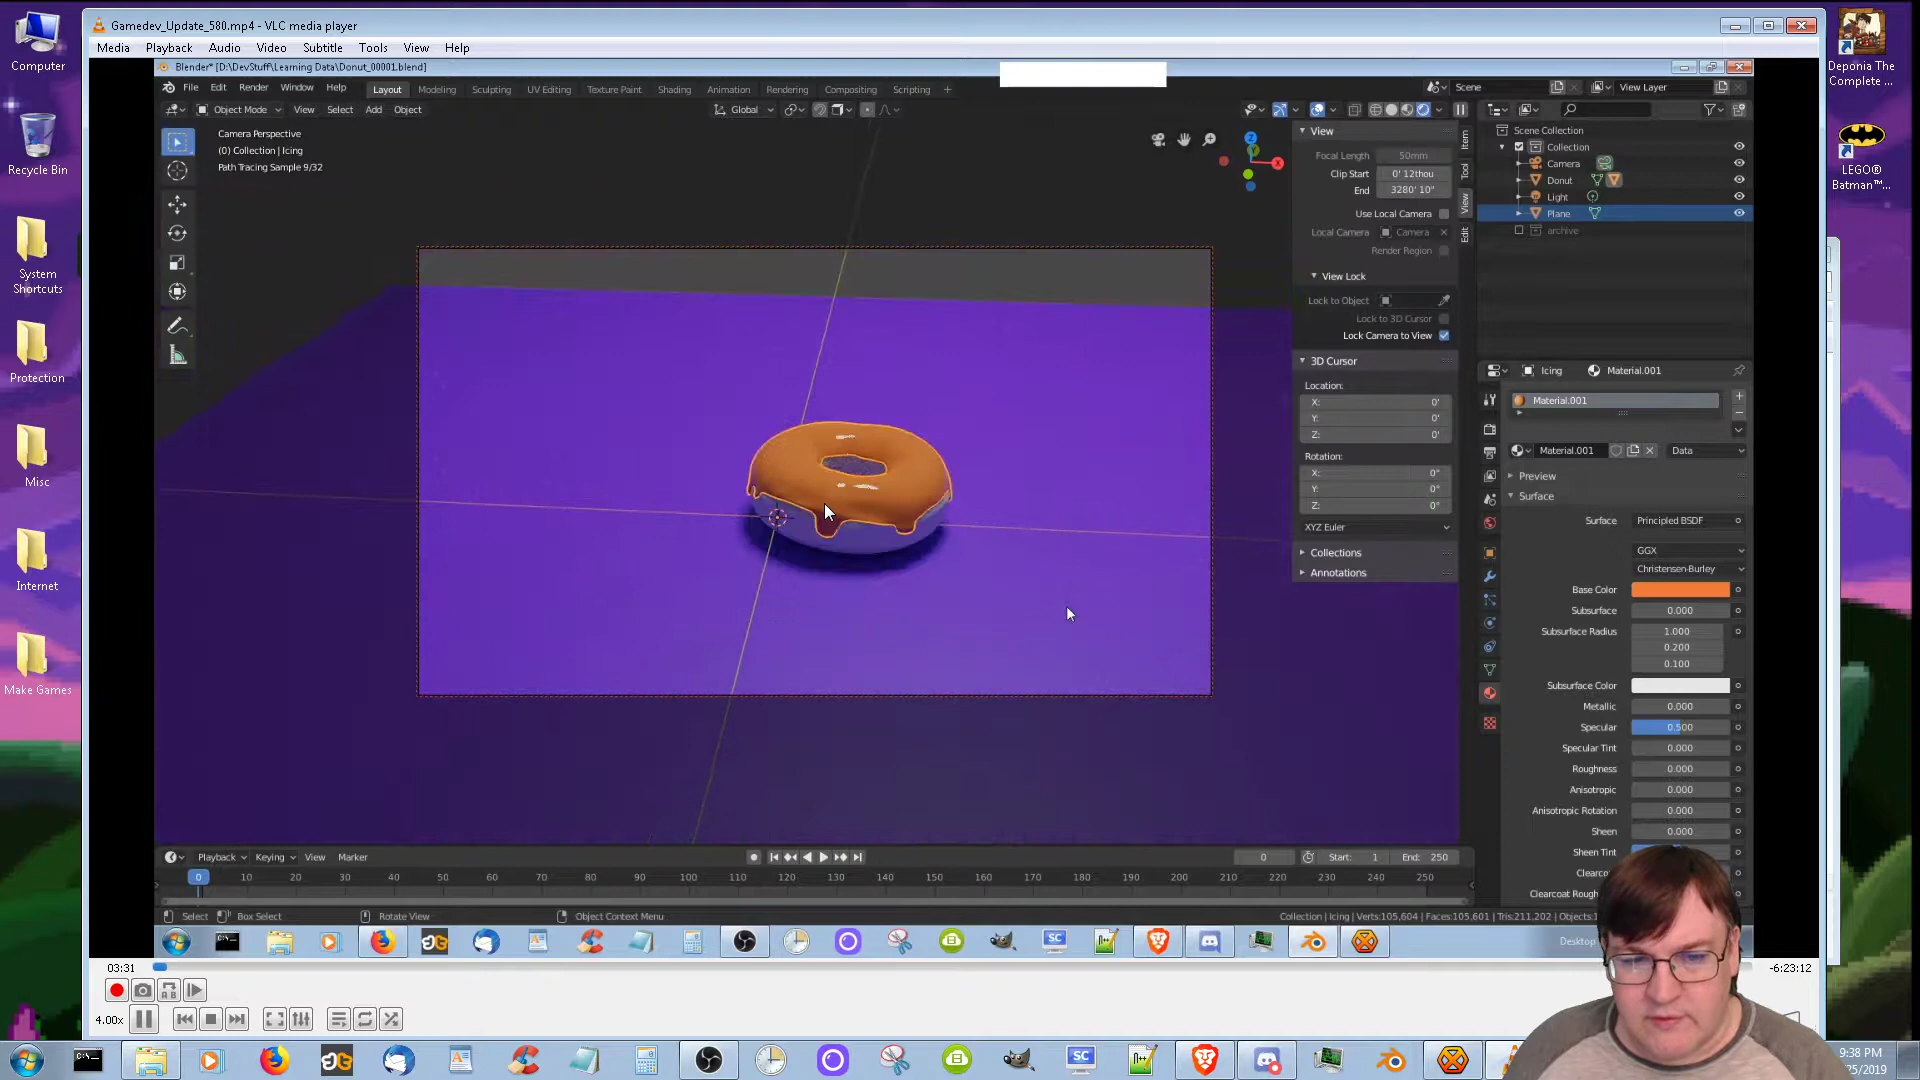 Gamedev_Update_580.mp4 - VLC media player
Media Playback Audio Video Subtitle Tools View Help
Computer
Recycle Bin
System
Shortcuts
Protection
Misc
Internet
Make Games
Deponia The
Complete ...
LEGO®
Batman™...
Blender* [D:\DevStuff\Learning Data\Donut_00001.blend]
File Edit Render Window Help
Layout Modeling Sculpting UV Editing Texture Paint Shading Animation Rendering Compositing Scripting +
Scene
View Layer
Object Mode View Select Add Object
Global
Camera Perspective
(0) Collection | Icing
Path Tracing Sample 9/32
Z
Y
X
View
Focal Length 50mm
Clip Start 0' 12thou
End 3280' 10"
Use Local Camera
Local Camera Camera
Render Region
View Lock
Lock to Object
Lock to 3D Cursor
Lock Camera to View
3D Cursor
Location:
X: 0'
Y: 0'
Z: 0'
Rotation:
X: 0°
Y: 0°
Z: 0°
XYZ Euler
Collections
Annotations
Item
Tool
View
Edit
Scene Collection
Collection
Camera
Donut
Light
Plane
archive
Icing Material.001
Material.001
Material.001 Data
Preview
Surface
Surface Principled BSDF
GGX
Christensen-Burley
Base Color
Subsurface 0.000
Subsurface Radius 1.000
0.200
0.100
Subsurface Color
Metallic 0.000
Specular 0.500
Specular Tint 0.000
Roughness 0.000
Anisotropic 0.000
Anisotropic Rotation 0.000
Sheen 0.000
Sheen Tint
Clearcoat Rough
Playback Keying View Marker
0 Start: 1 End: 250
0 10 20 30 40 50 60 70 80 90 100 110 120 130 140 150 160 170 180 190 200 210 220 230 240 250
Select Box Select Rotate View Object Context Menu
Collection | Icing | Verts:105,604 | Faces:105,601 | Tris:211,202 | Objects:
SC
Desktop
03:31
-6:23:12
AB
4.00x
C:\
SC
9:38 PM